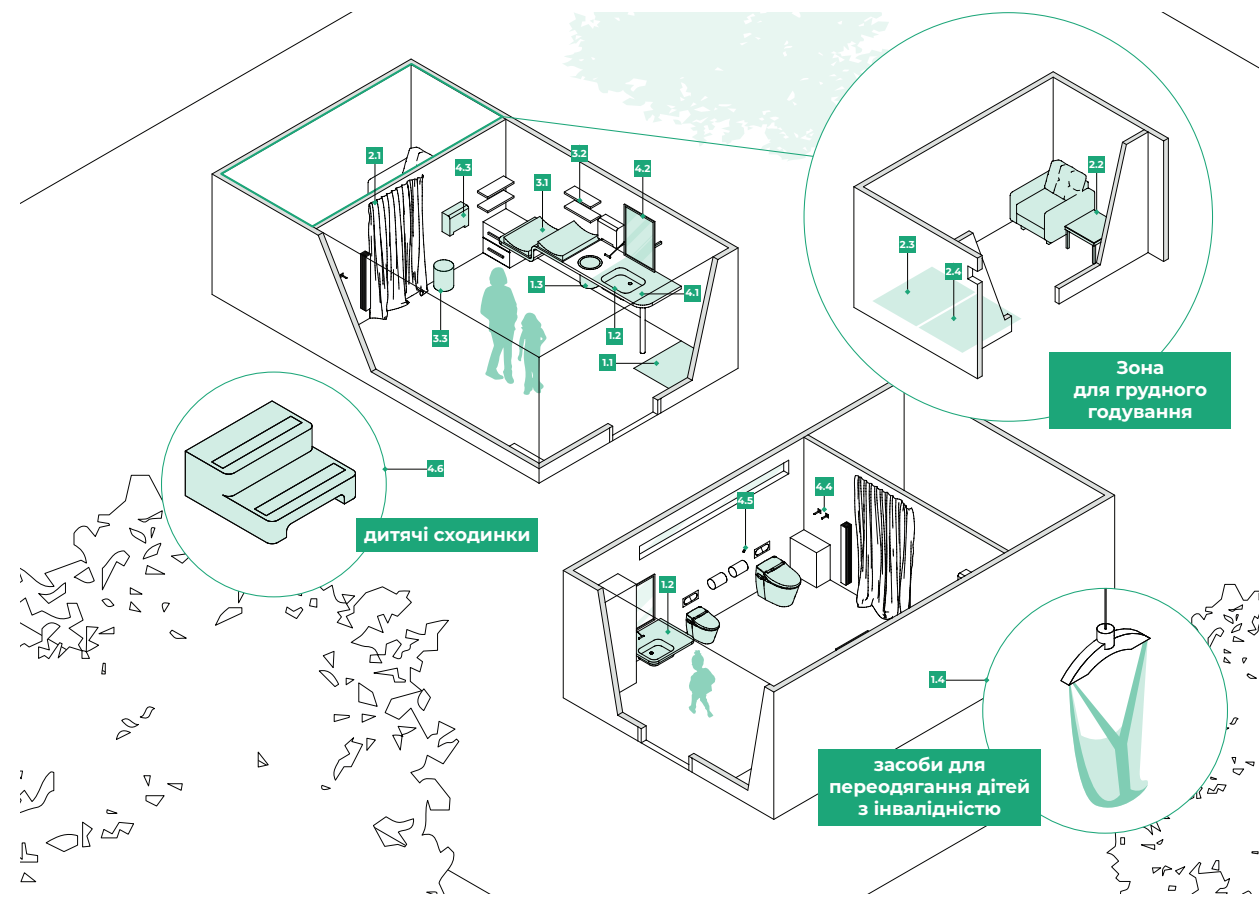 2.1
4.3
3.1
3.2
4.2
2.2
2.3
2.4
1.3
4.1
3.3
1.2
1.1
Зона
для грудного
годування
4.6
дитячі сходинки
4.5
4.4
1.2
1.4
засоби для
переодягання дітей
з інвалідністю